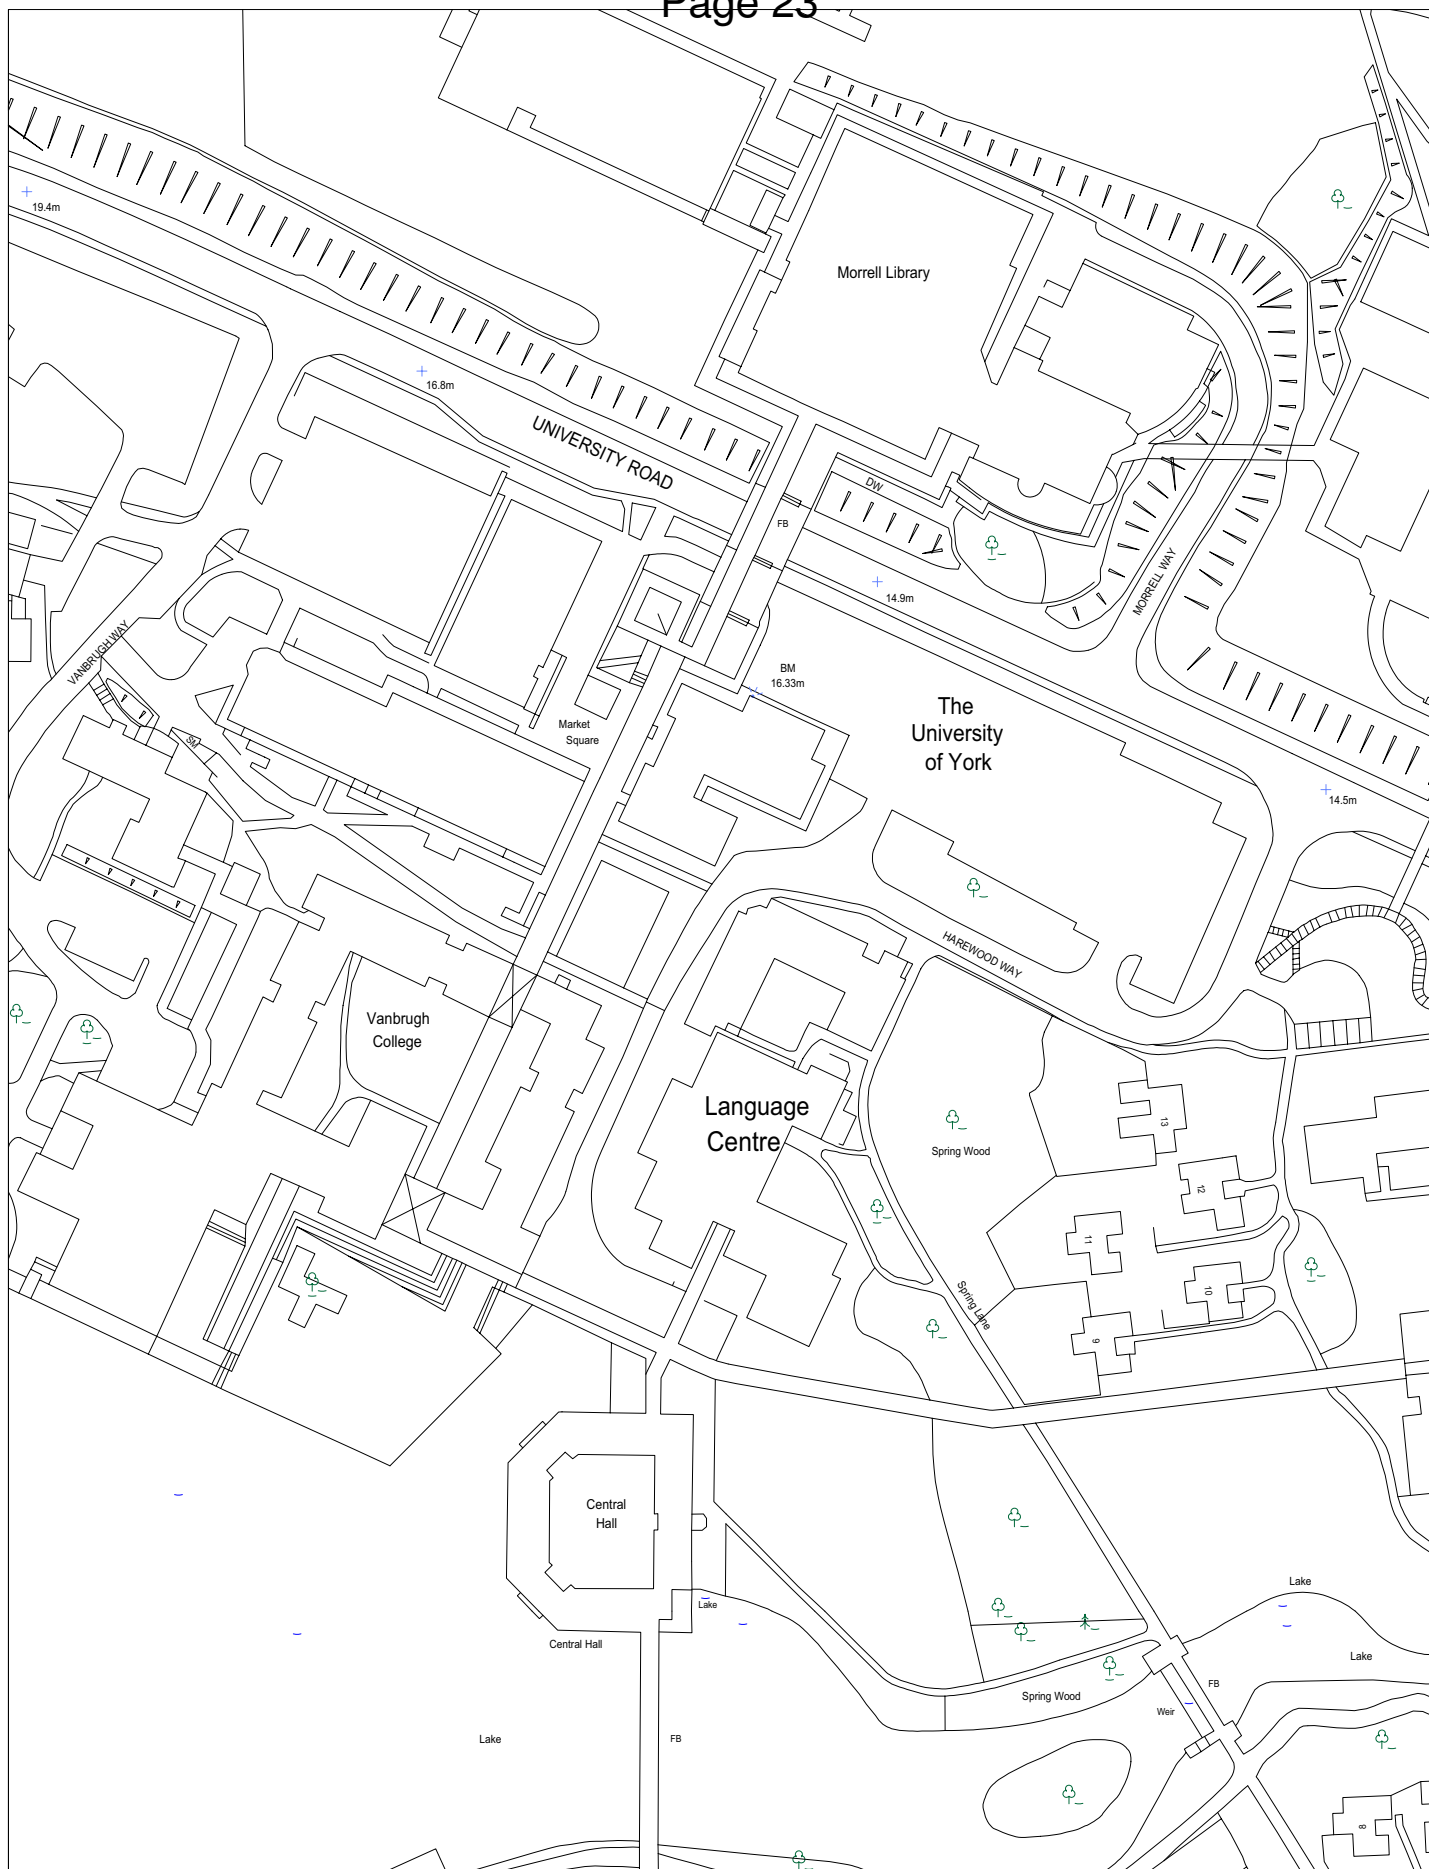 Page 23
19.4m
Morrell Library
16.8m
UNIVERSITY ROAD
DW
FB
14.9m
MORRELL WAY
VANBRUGH WAY
BM
16.33m
The
University
of York
Market
Square
SM
14.5m
HAREWOOD WAY
Vanbrugh
College
Language
Centre
Spring Wood
13
12
11
10
9
Spring Lane
Central
Hall
Lake
Lake
Central Hall
Lake
Spring Wood
FB
Weir
Lake
FB
8